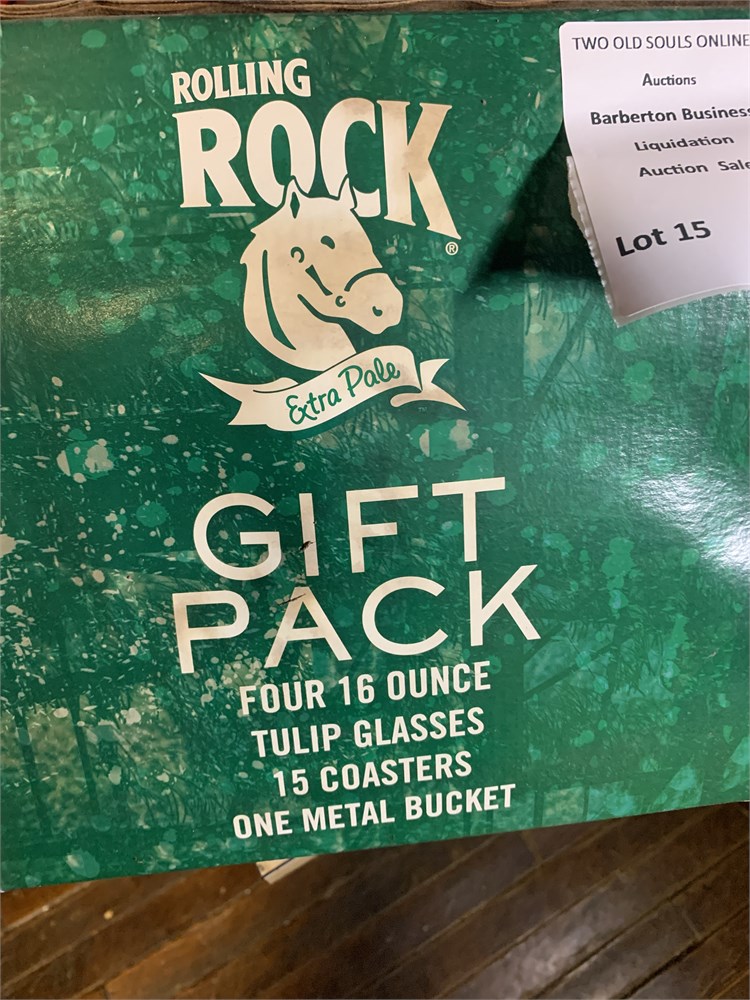 ROLLING
ROCK®
Extra Pale
GIFT
PACK
FOUR 16 OUNCE
TULIP GLASSES
15 COASTERS
ONE METAL BUCKET
TWO OLD SOULS ONLINE
Auctions
Barberton Business
Liquidation
Auction Sale
Lot 15